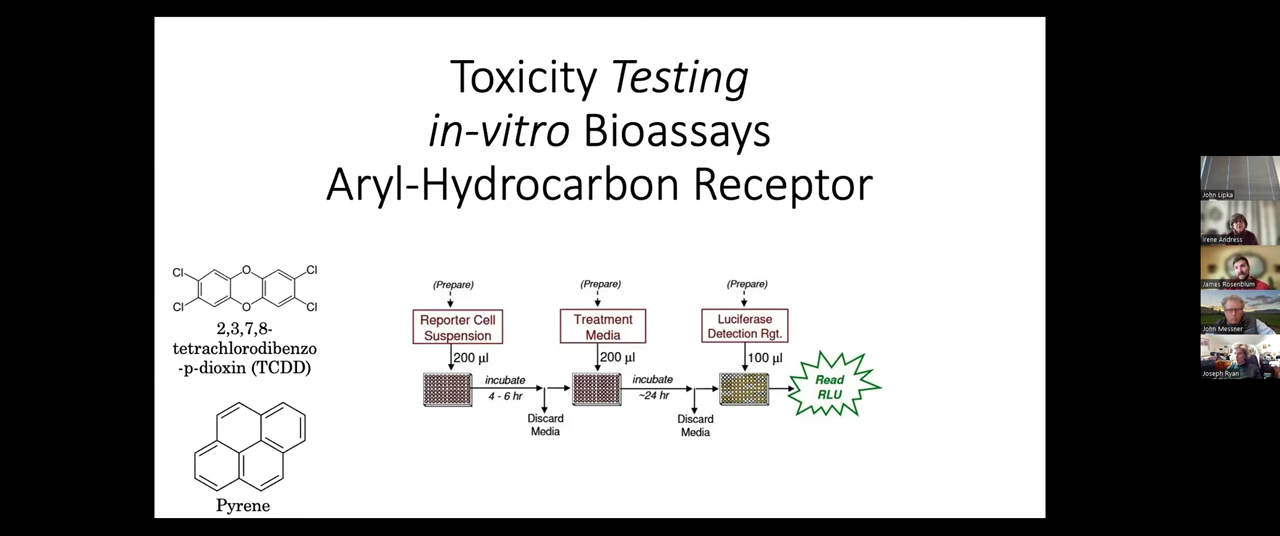 Toxicity Testing
in-vitro Bioassays
Aryl-Hydrocarbon Receptor
Cl
O
Cl
Cl
O
Cl
2,3,7,8-
tetrachlorodibenzo
-p-dioxin (TCDD)
Pyrene
(Prepare)
(Prepare)
(Prepare)
Reporter Cell
Suspension
Treatment
Media
Luciferase
Detection Rgt.
200 µl
200 µl
100 µl
incubate
4 - 6 hr
incubate
~24 hr
Discard
Media
Discard
Media
Read
RLU
John Lipka
Irene Andress
James Rosenblum
John Messner
Joseph Ryan